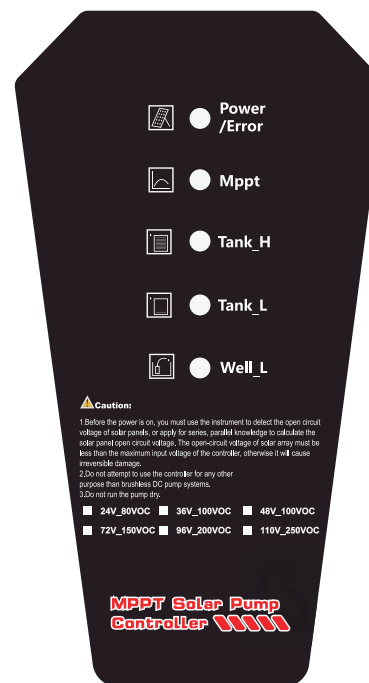 Power
/Error
Mppt
Tank_H
Tank_L
Well_L
Caution:
1.Before the power is on, you must use the instrument to detect the open circuit
voltage of solar panels, or apply for series, parallel knowledge to calculate the
solar panel open circuit voltage, The open-circuit voltage of solar array must be
less than the maximum input voltage of the controller, otherwise it will cause
irreversible damage.
2.Do not attempt to use the controller for any other
purpose than brushless DC pump systems.
3.Do not run the pump dry.
24V_80VOC 36V_100VOC 48V_100VOC
72V_150VOC 96V_200VOC 110V_250VOC
MPPT Solar Pump
Controller